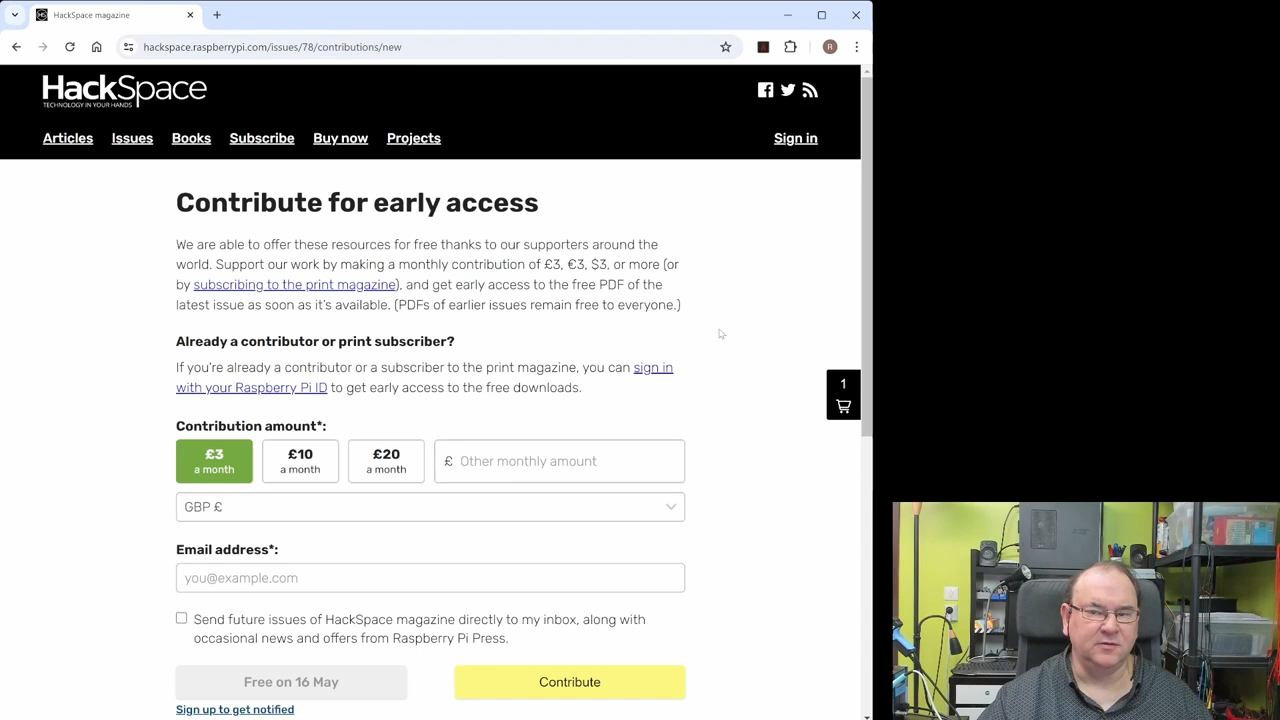 HackSpace magazine
hackspace.raspberrypi.com/issues/78/contributions/new
R
HackSpace
TECHNOLOGY IN YOUR HANDS
Articles Issues Books Subscribe Buy now Projects Sign in
Contribute for early access
We are able to offer these resources for free thanks to our supporters around the
world. Support our work by making a monthly contribution of £3, €3, $3, or more (or
by subscribing to the print magazine), and get early access to the free PDF of the
latest issue as soon as it's available. (PDFs of earlier issues remain free to everyone.)
Already a contributor or print subscriber?
If you're already a contributor or a subscriber to the print magazine, you can sign in
with your Raspberry Pi ID to get early access to the free downloads.
1
Contribution amount*:
£3 £10 £20 £ Other monthly amount
a month a month a month
GBP £
Email address*:
you@example.com
Send future issues of HackSpace magazine directly to my inbox, along with
occasional news and offers from Raspberry Pi Press.
Free on 16 May Contribute
Sign up to get notified